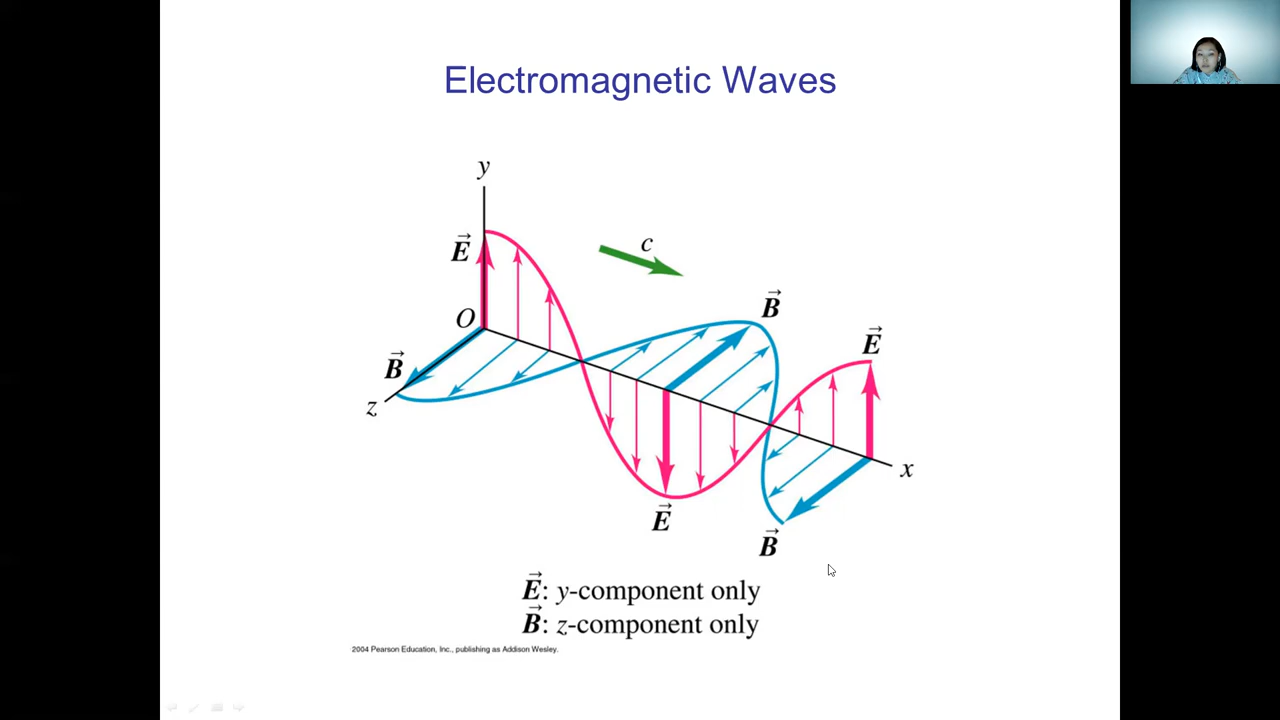 Electromagnetic Waves
y
E
c
O
B
B
E
z
x
E
B
E: y-component only
B: z-component only
2004 Pearson Education, Inc., publishing as Addison Wesley.